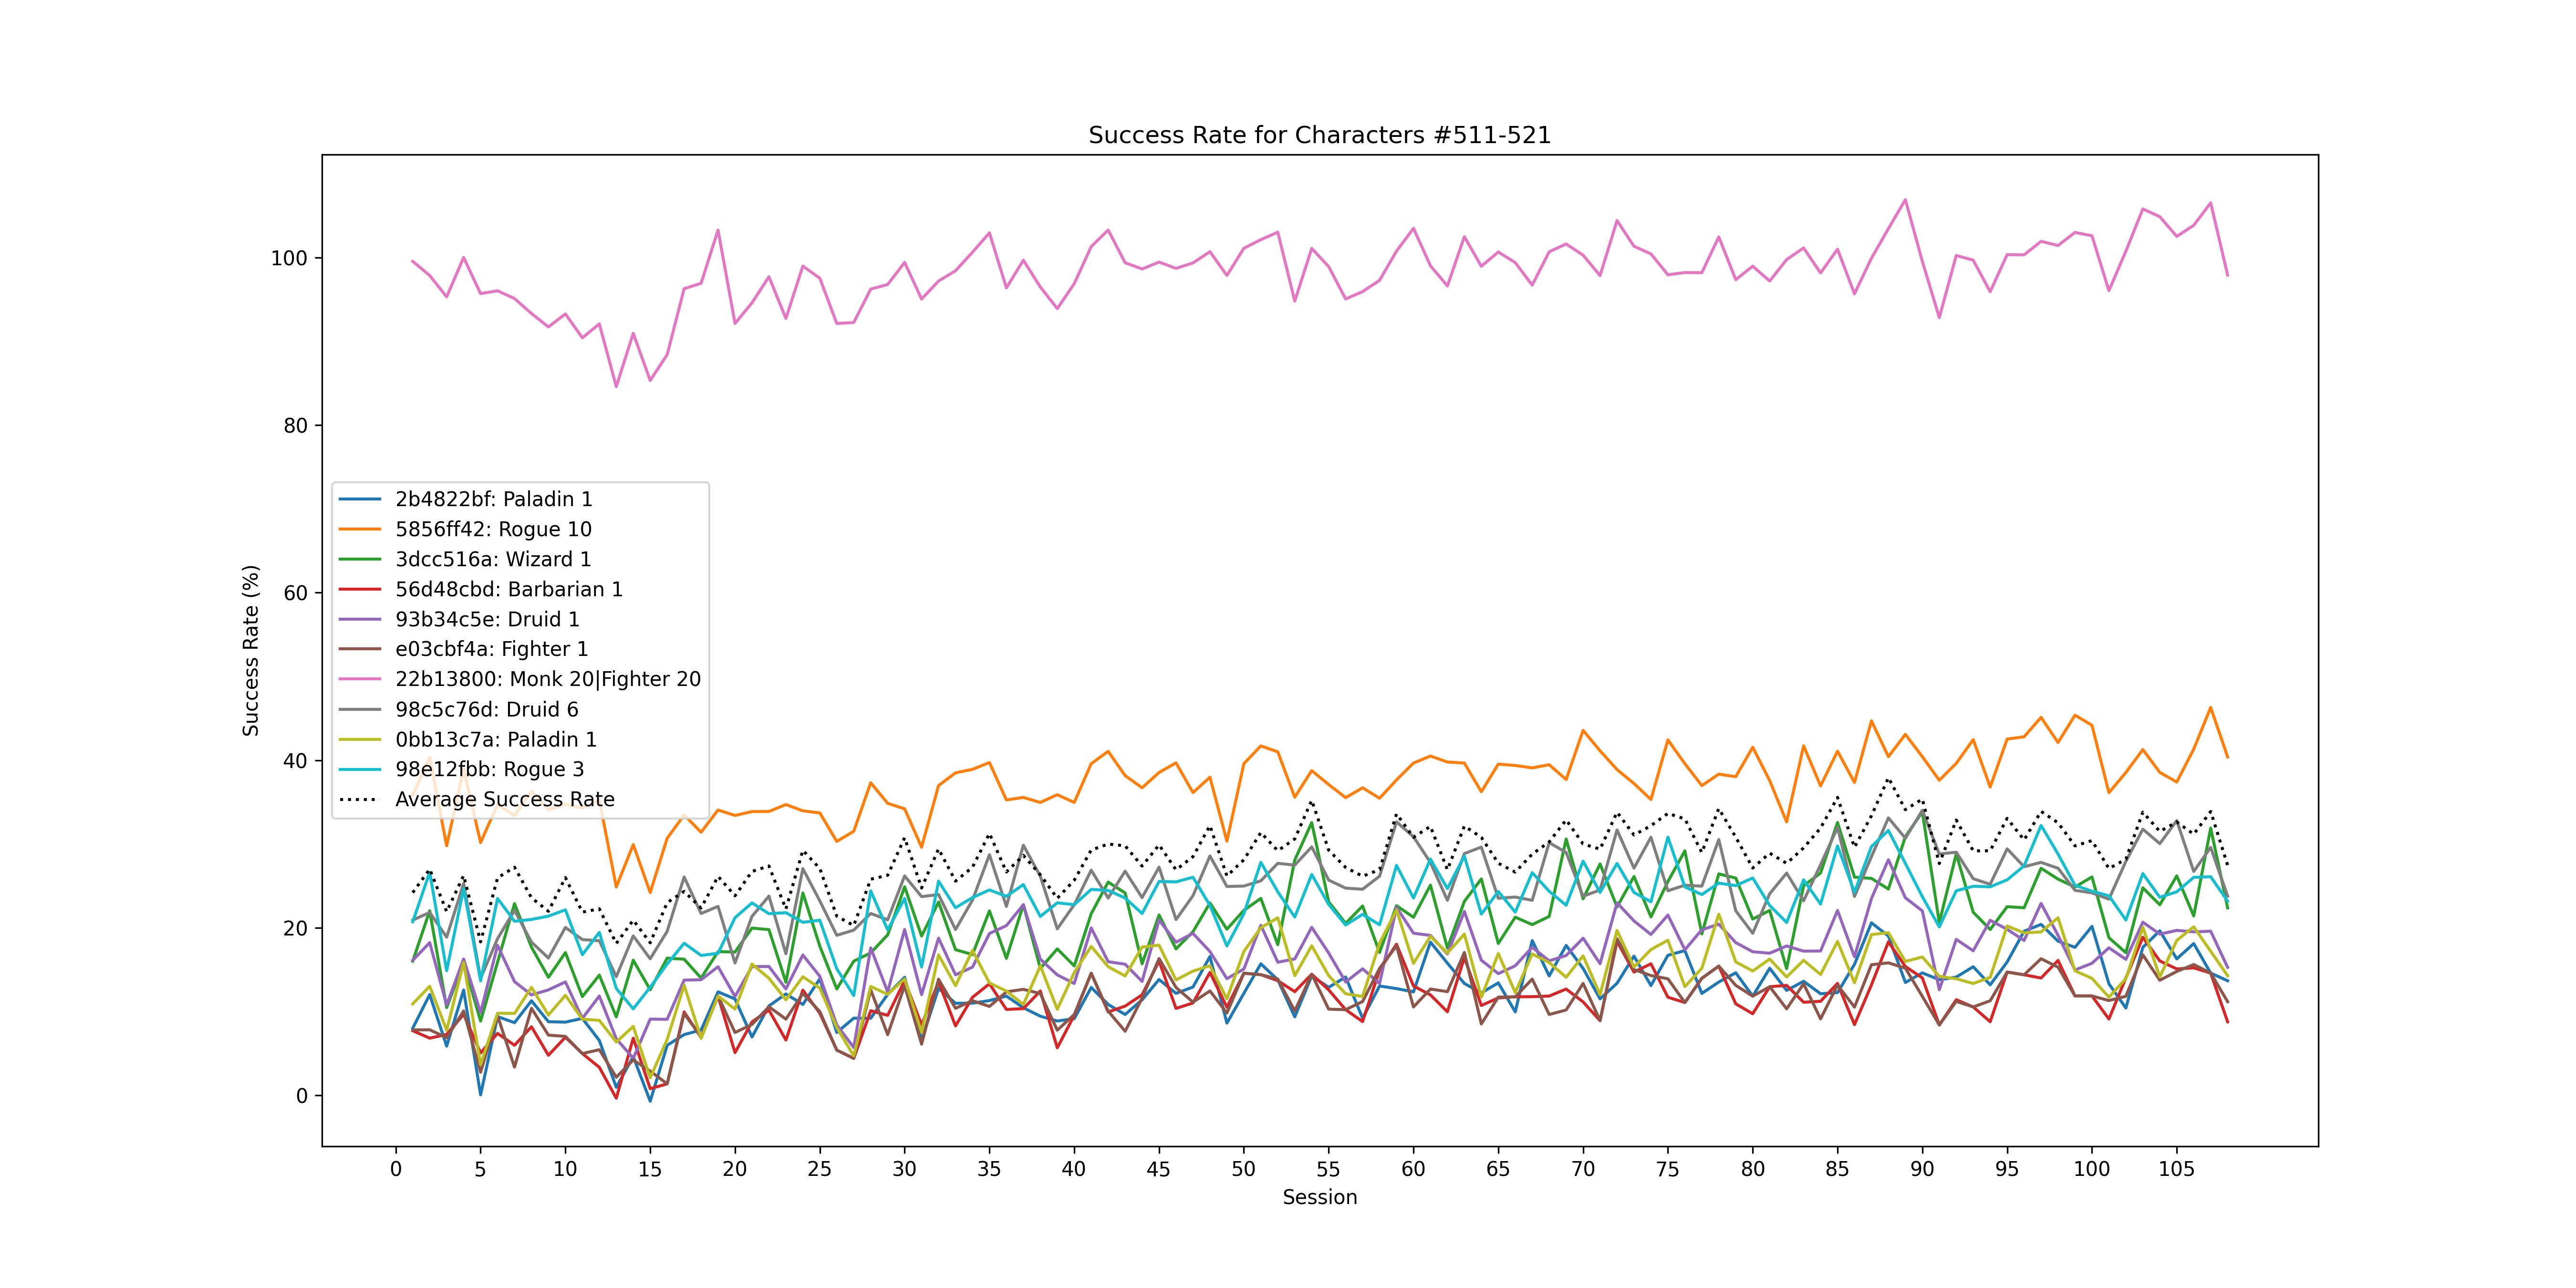 Success Rate for Characters #511-521
Success Rate (%)
100
80
60
40
20
0
2b4822bf: Paladin 1
5856ff42: Rogue 10
3dcc516a: Wizard 1
56d48cbd: Barbarian 1
93b34c5e: Druid 1
e03cbf4a: Fighter 1
22b13800: Monk 20|Fighter 20
98c5c76d: Druid 6
0bb13c7a: Paladin 1
98e12fbb: Rogue 3
Average Success Rate
0 5 10 15 20 25 30 35 40 45 50 55 60 65 70 75 80 85 90 95 100 105
Session